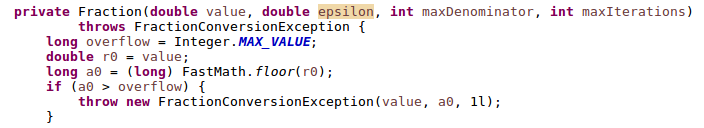 private Fraction(double value, double epsilon, int maxDenominator, int maxIterations)
throws FractionConversionException {
long overflow = Integer.MAX_VALUE;
double r0 = value;
long a0 = (long) FastMath.floor(r0);
if (a0 > overflow) {
throw new FractionConversionException(value, a0, 1l);
}